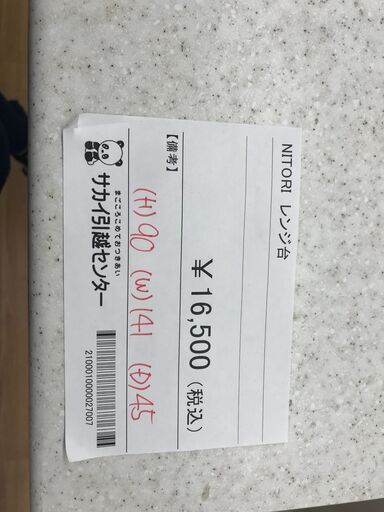 NITORI レンジ台
¥16,500（税込）
【備考】
(H)90 (W)141 (D)45
まごころこめておつきあい
サカイ引越センター
2100010000027007